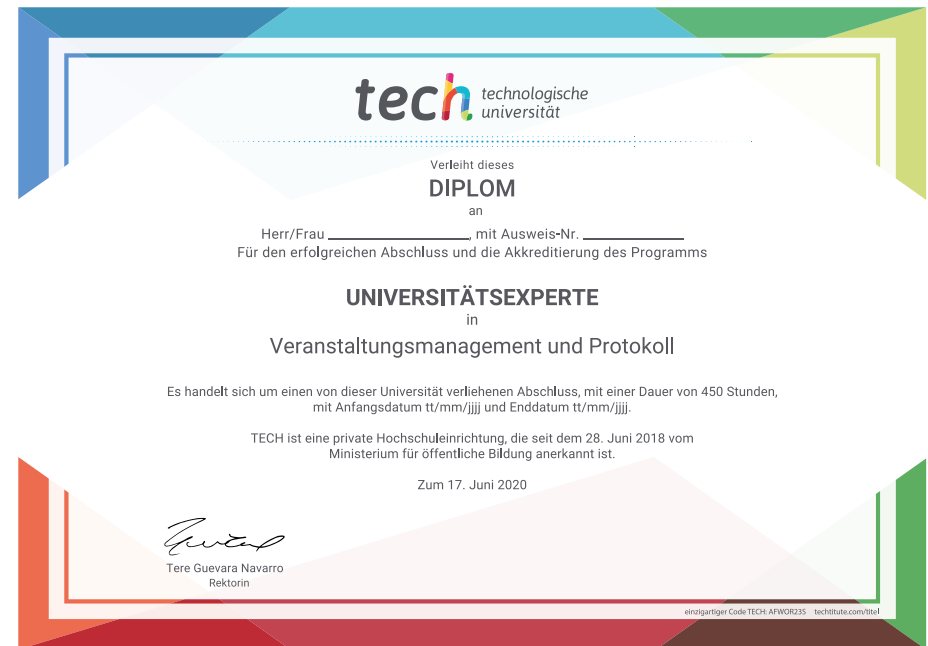 tech technologische
universität
Verleiht dieses
DIPLOM
an
Herr/Frau ____________________, mit Ausweis-Nr. ______________
Für den erfolgreichen Abschluss und die Akkreditierung des Programms
UNIVERSITÄTSEXPERTE
in
Veranstaltungsmanagement und Protokoll
Es handelt sich um einen von dieser Universität verliehenen Abschluss, mit einer Dauer von 450 Stunden,
mit Anfangsdatum tt/mm/jjjj und Enddatum tt/mm/jjjj.
TECH ist eine private Hochschuleinrichtung, die seit dem 28. Juni 2018 vom
Ministerium für öffentliche Bildung anerkannt ist.
Zum 17. Juni 2020
Tere Guevara Navarro
Rektorin
einzigartiger Code TECH: AFWOR23S techtitute.com/titel